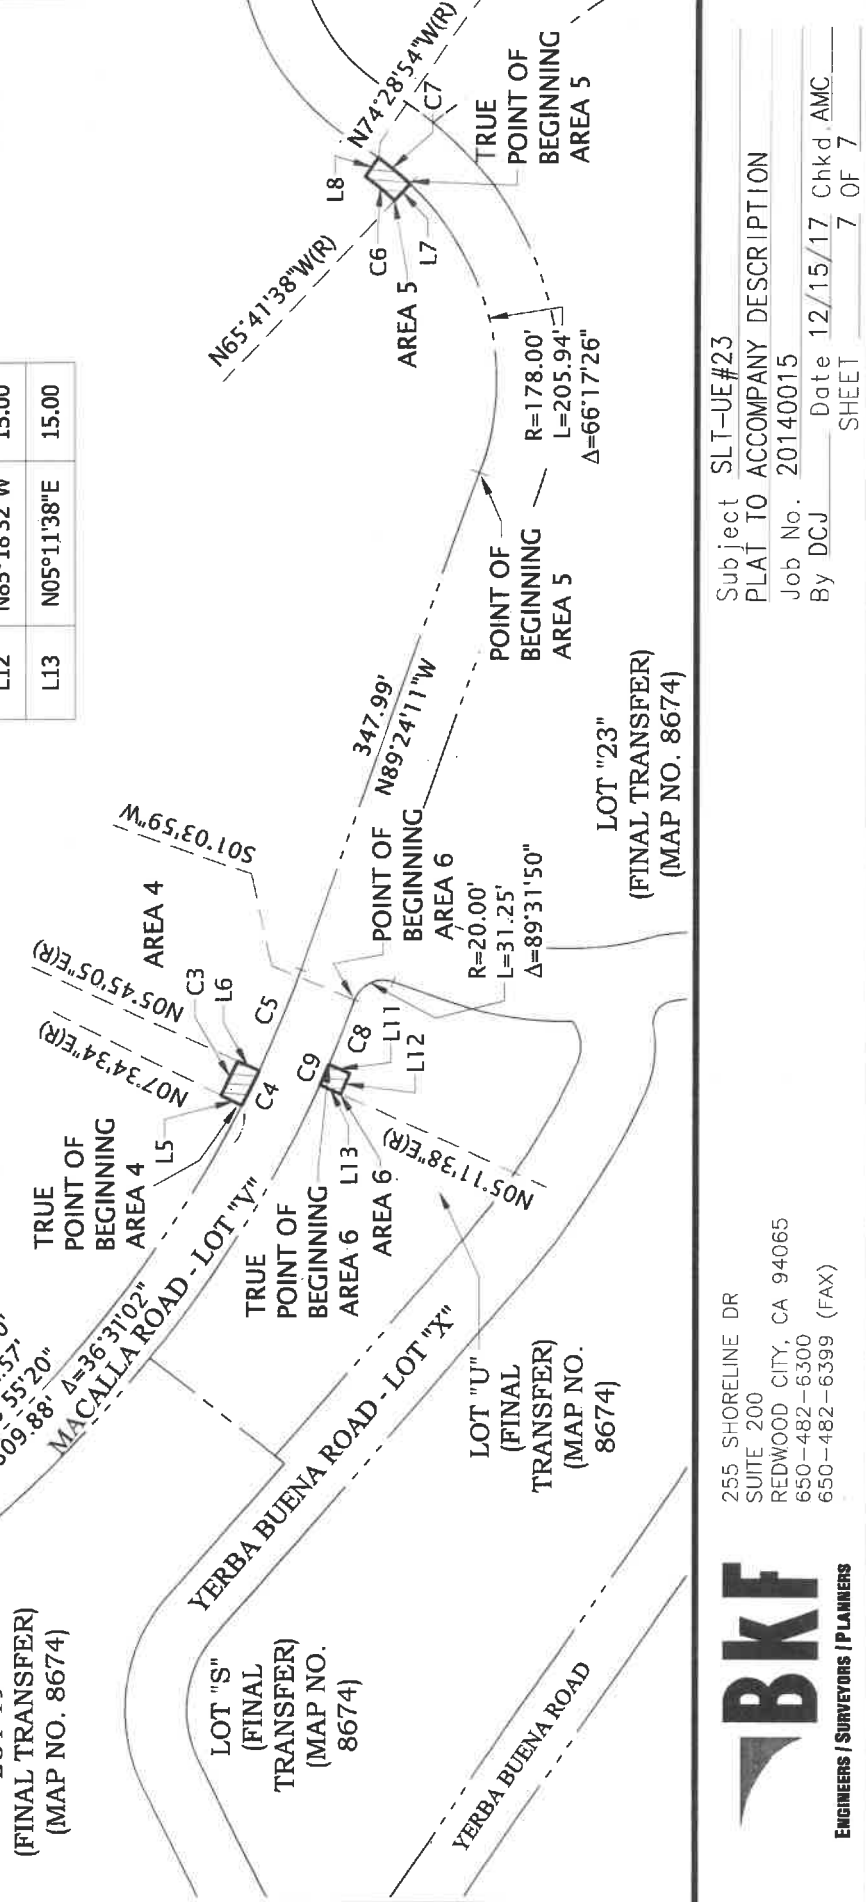 L12 N85°18'32"W 15.00
L13 N05°11'38"E 15.00
N74°28'54"W(R)
C7
L8
TRUE
POINT OF
BEGINNING
AREA 5
N65°41'38"W(R)
C6
L7
AREA 5
R=178.00'
L=205.94'
Δ=66°17'26"
POINT OF
BEGINNING
AREA 5
347.99'
N89°24'11"W
S01°03'59"W
AREA 4
N05°45'05"E(R)
C3
L6
C5
N07°34'34"E(R)
C4
L5
TRUE
POINT OF
BEGINNING
AREA 4
POINT OF
BEGINNING
AREA 6
R=20.00'
L=31.25'
Δ=89°31'50"
C9
C8
L11
L12
L13
AREA 6
N05°11'38"E(R)
TRUE
POINT OF
BEGINNING
AREA 6
LOT "23"
(FINAL TRANSFER)
(MAP NO. 8674)
.57'
55'20"
09.88' Δ=36°31'02"
MACALLA ROAD - LOT "V"
YERBA BUENA ROAD - LOT "X"
LOT "U"
(FINAL
TRANSFER)
(MAP NO.
8674)
(FINAL TRANSFER)
(MAP NO. 8674)
LOT "S"
(FINAL
TRANSFER)
(MAP NO.
8674)
YERBA BUENA ROAD
BKF
ENGINEERS / SURVEYORS / PLANNERS
255 SHORELINE DR
SUITE 200
REDWOOD CITY, CA 94065
650-482-6300
650-482-6399 (FAX)
Subject SLT-UE#23
PLAT TO ACCOMPANY DESCRIPTION
Job No. 20140015
By DCJ Date 12/15/17 Chkd.AMC
SHEET 7 OF 7